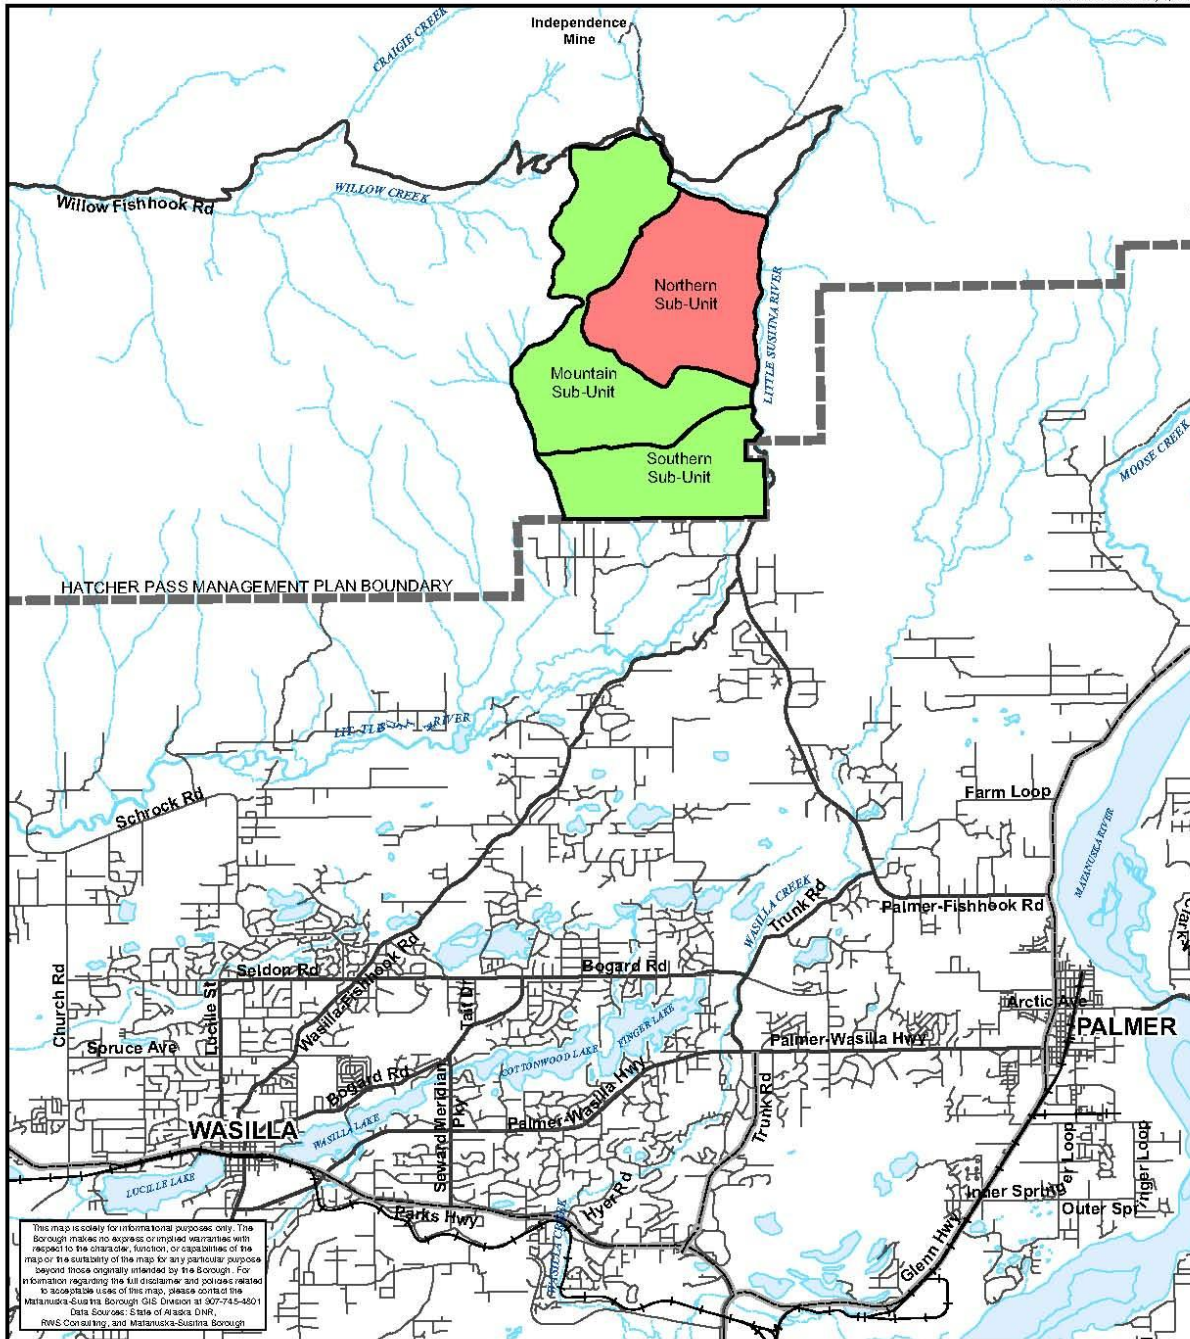 Independence
Mine
CRAIGIE CREEK
WILLOW CREEK
Willow Fishhook Rd
Northern
Sub-Unit
LITTLE SUSITNA RIVER
Mountain
Sub-Unit
Southern
Sub-Unit
MOOSE CREEK
HATCHER PASS MANAGEMENT PLAN BOUNDARY
RIVER
Schrock Rd
Farm Loop
MATANUSKA RIVER
WASILLA CREEK
Trunk Rd
Palmer-Fishhook Rd
Clark
Church Rd
Lucille St
Seldon Rd
Wasilla-Fishhook Rd
Bogard Rd
Arctic Ave
PALMER
Spruce Ave
FINGER LAKE
COTTONWOOD LAKE
Palmer-Wasilla Hwy
Bogard Rd
Seward Meridian
Pky
Palmer-Wasilla Hwy
Trunk Rd
WASILLA
WASILLA LAKE
LUCILLE LAKE
Parks Hwy
Hyer Rd
WASILLA CREEK
Inner Spring
er Loop
nger Loop
Outer Spr
Glenn Hwy
This map is solely for informational purposes only. The
Borough makes no express or implied warranties with
respect to the character, function, or capabilities of the
map or the suitability of the map for any particular purpose
beyond those originally intended by the Borough. For
information regarding the full disclaimer and policies related
to acceptable uses of this map, please contact the
Matanuska-Susitna Borough GIS Division at 907-745-4801
Data Sources: State of Alaska DNR,
RWS Consulting, and Matanuska-Susitna Borough